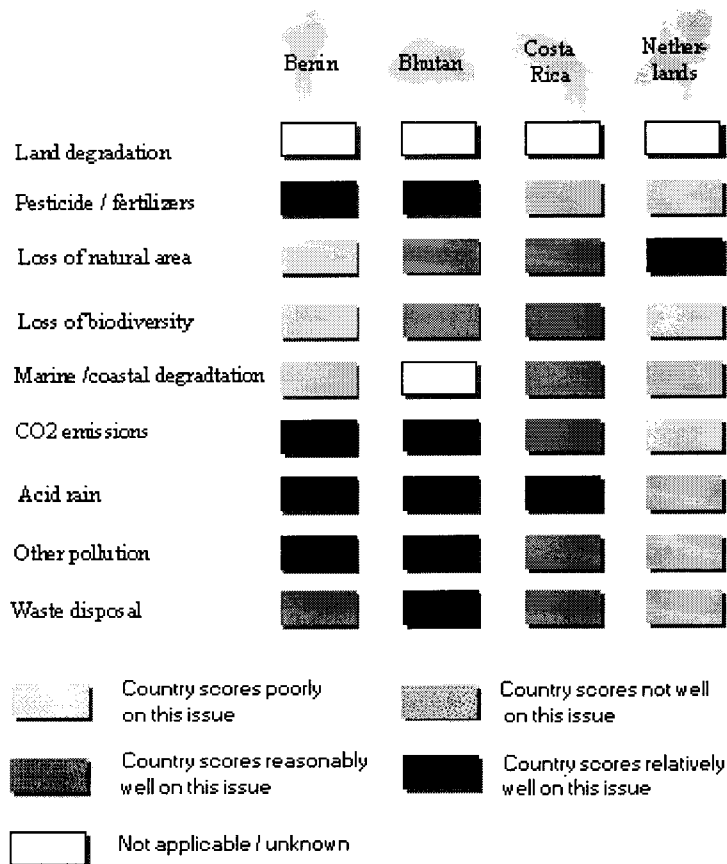 Benin
Bhutan
Costa
Rica
Nether-
lands
Land degradation
Pesticide / fertilizers
Loss of natural area
Loss of biodiversity
Marine /coastal degradtation
CO2 emissions
Acid rain
Other pollution
Waste disposal
Country scores poorly
on this issue
Country scores not well
on this issue
Country scores reasonably
well on this issue
Country scores relatively
well on this issue
Not applicable / unknown